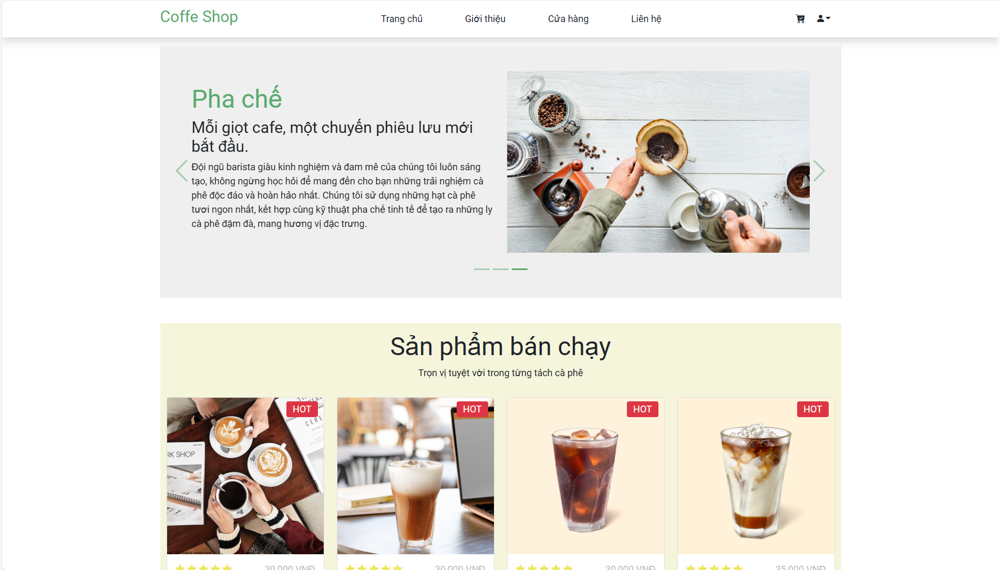 Coffe Shop
Trang chủ
Giới thiệu
Cửa hàng
Liên hệ
Pha chế
Mỗi giọt cafe, một chuyến phiêu lưu mới
bắt đầu.
Đội ngũ barista giàu kinh nghiệm và đam mê của chúng tôi luôn sáng
tạo, không ngừng học hỏi để mang đến cho bạn những trải nghiệm cà
phê độc đáo và hoàn hảo nhất. Chúng tôi sử dụng những hạt cà phê
tươi ngon nhất, kết hợp cùng kỹ thuật pha chế tinh tế để tạo ra những ly
cà phê đậm đà, mang hương vị đặc trưng.
Sản phẩm bán chạy
Trọn vị tuyệt vời trong từng tách cà phê
HOT
HOT
HOT
HOT
CERE
RK SHOP
All rights reserved
30.000 VNĐ
30.000 VNĐ
30.000 VNĐ
35.000 VNĐ